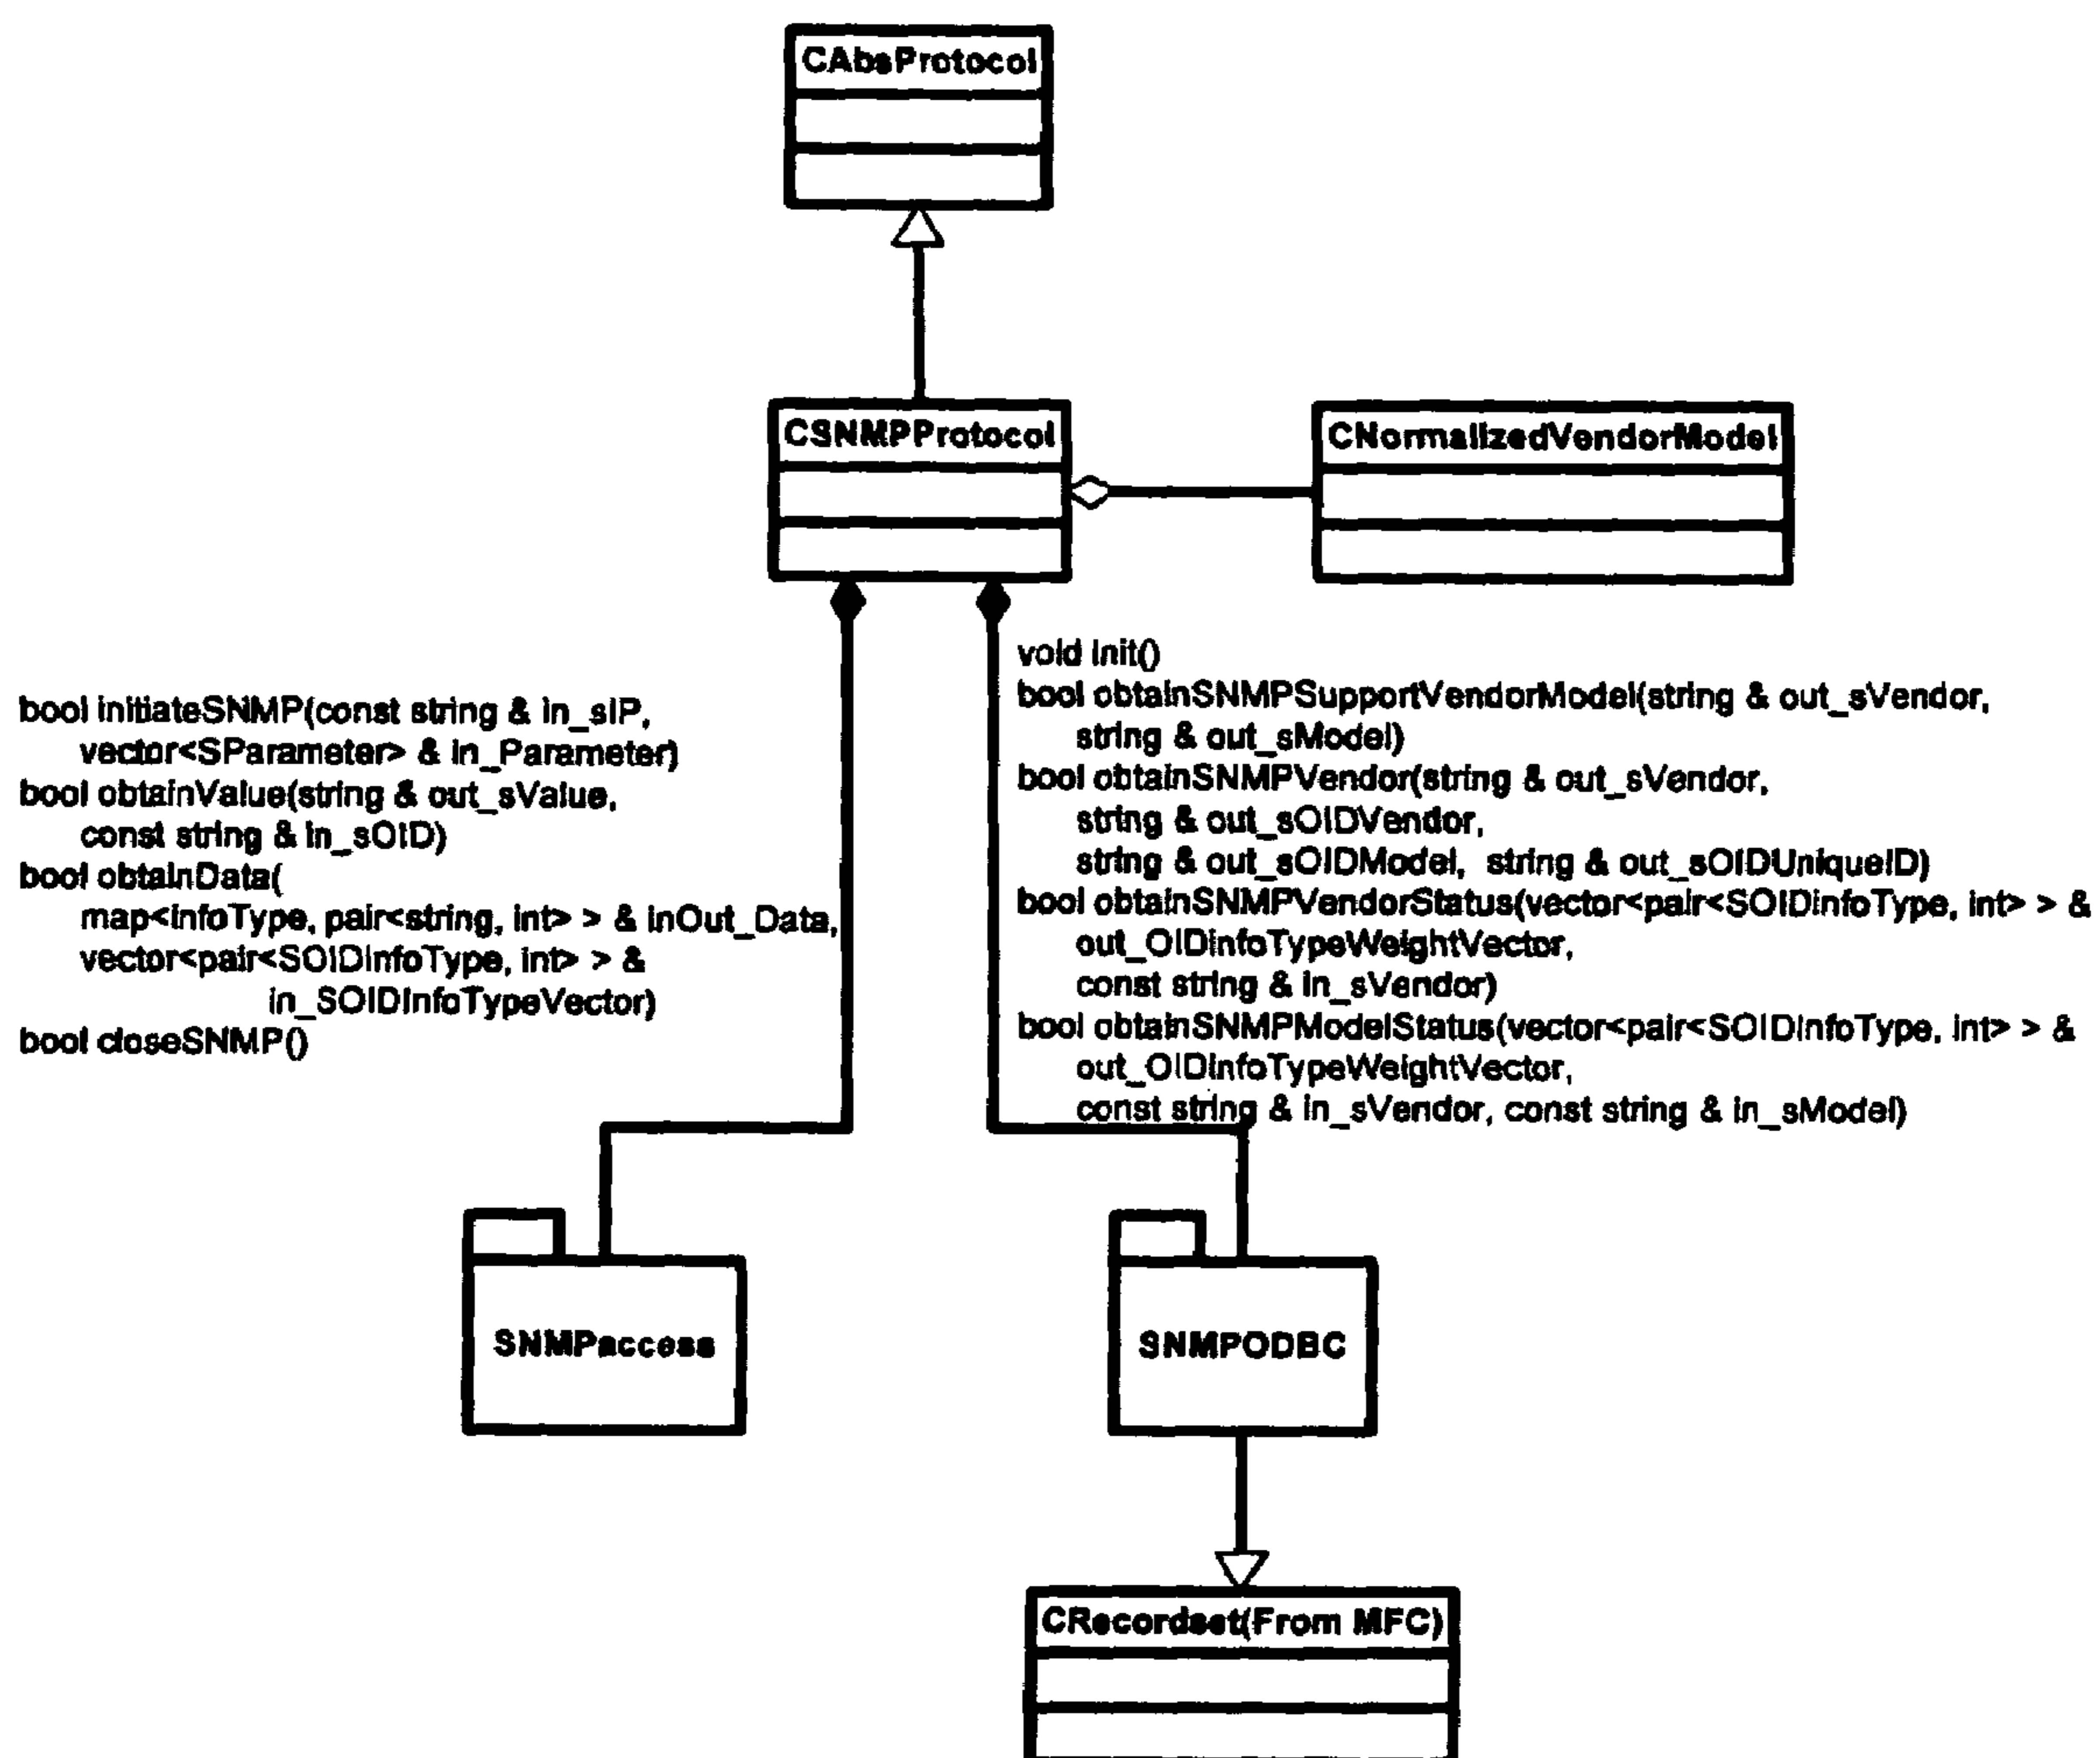 CAbsProtocol
CSNMPProtocol
CNormalizedVendorModel
bool initiateSNMP(const string & in_sIP,
vector<SParameter> & in_Parameter)
bool obtainValue(string & out_sValue,
const string & in_sOID)
bool obtainData(
map<infoType, pair<string, int> > & inOut_Data,
vector<pair<SOIDinfoType, int> > &
in_SOIDinfoTypeVector)
bool closeSNMP()
void init()
bool obtainSNMPSupportVendorModel(string & out_sVendor,
string & out_sModel)
bool obtainSNMPVendor(string & out_sVendor,
string & out_sOIDVendor,
string & out_sOIDModel, string & out_sOIDUniqueID)
bool obtainSNMPVendorStatus(vector<pair<SOIDinfoType, int> > &
out_OIDinfoTypeWeightVector,
const string & in_sVendor)
bool obtainSNMPModelStatus(vector<pair<SOIDinfoType, int> > &
out_OIDinfoTypeWeightVector,
const string & in_sVendor, const string & in_sModel)
SNMPaccess
SNMPODBC
CRecordset(From MFC)